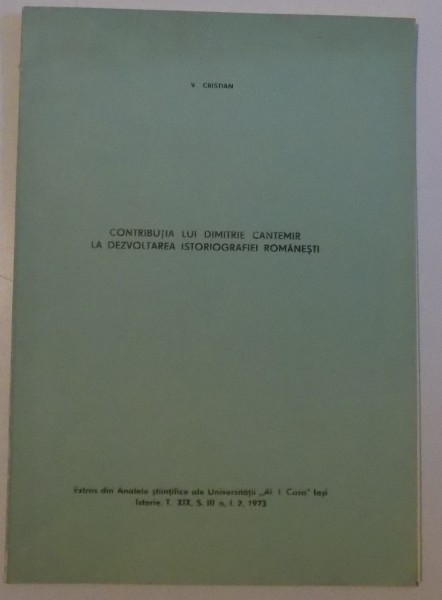 V. CRISTIAN
CONTRIBUȚIA LUI DIMITRIE CANTEMIR
LA DEZVOLTAREA ISTORIOGRAFIEI ROMÂNEȘTI
Extras din Analele științifice ale Universității „Al. I. Cuza" Iași
Istorie, T. XIX, S. III a, f. 2, 1973